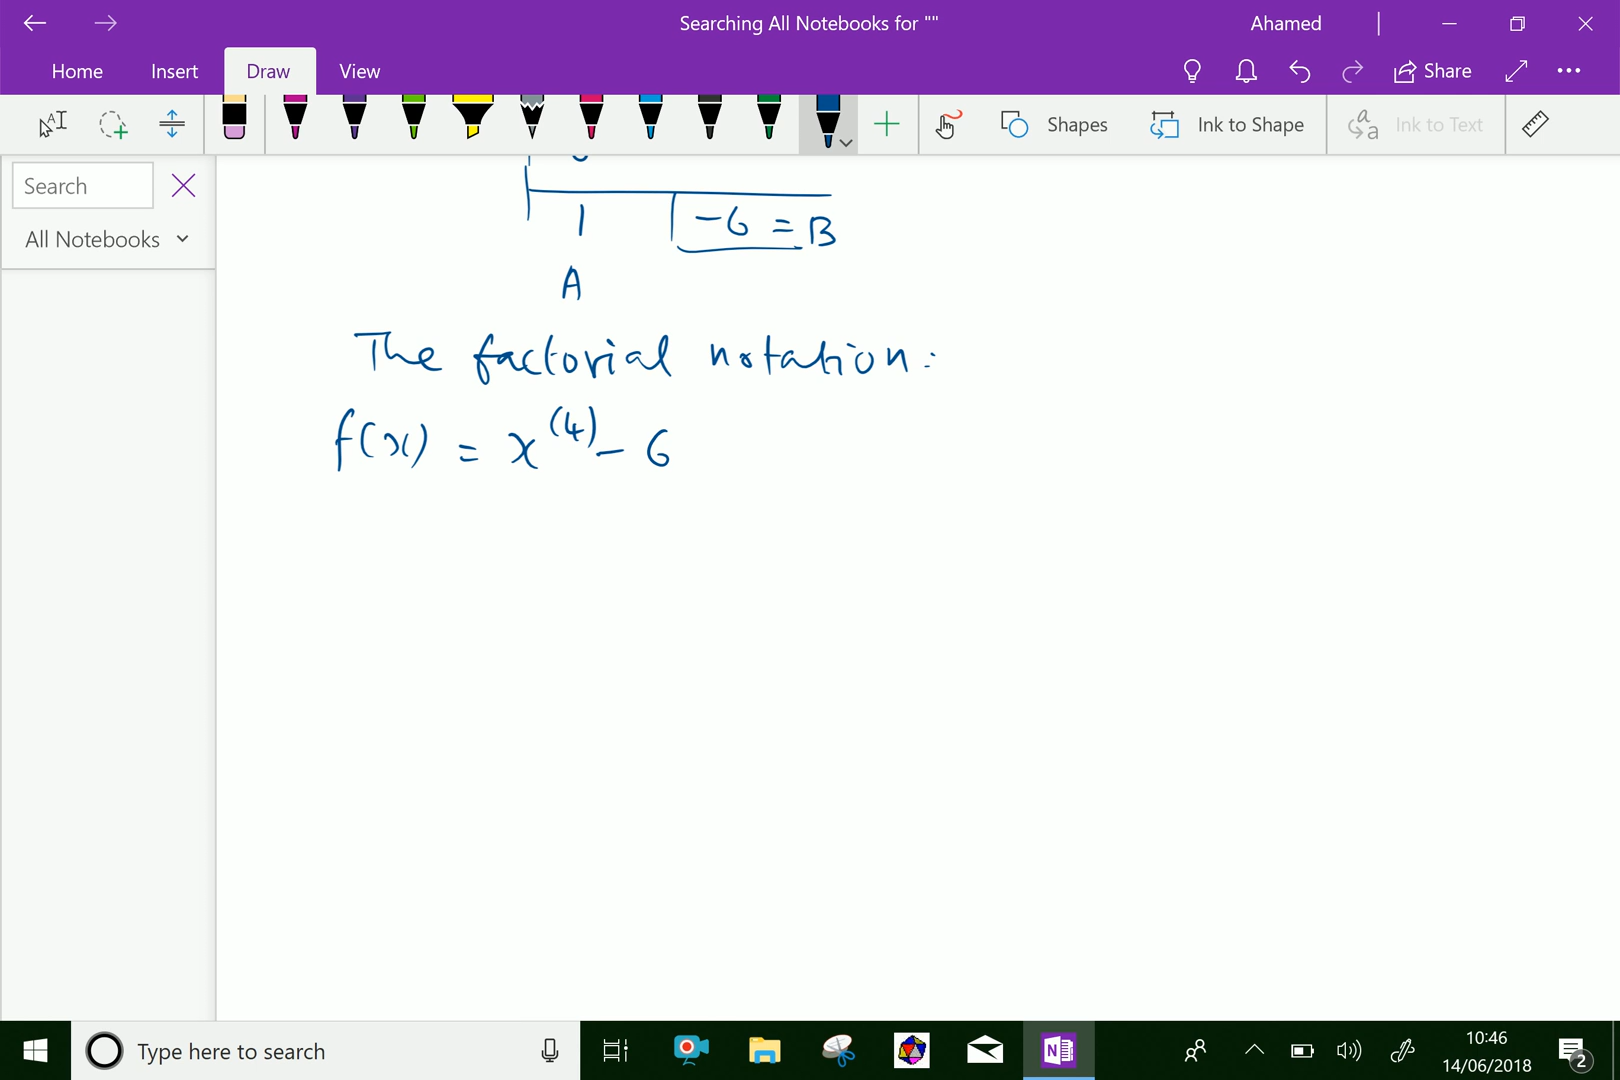 Searching All Notebooks for ""
Ahamed
Home Insert Draw View
Share
Shapes Ink to Shape Ink to Text
Search
All Notebooks
1 -6 = B
A
The factorial notation:
f(x) = x^(4) - 6
Type here to search
10:46
14/06/2018
2